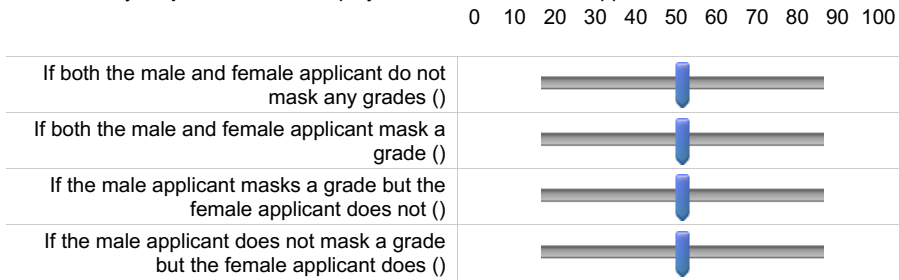 0 10 20 30 40 50 60 70 80 90 100
If both the male and female applicant do not
mask any grades ()
If both the male and female applicant mask a
grade ()
If the male applicant masks a grade but the
female applicant does not ()
If the male applicant does not mask a grade
but the female applicant does ()